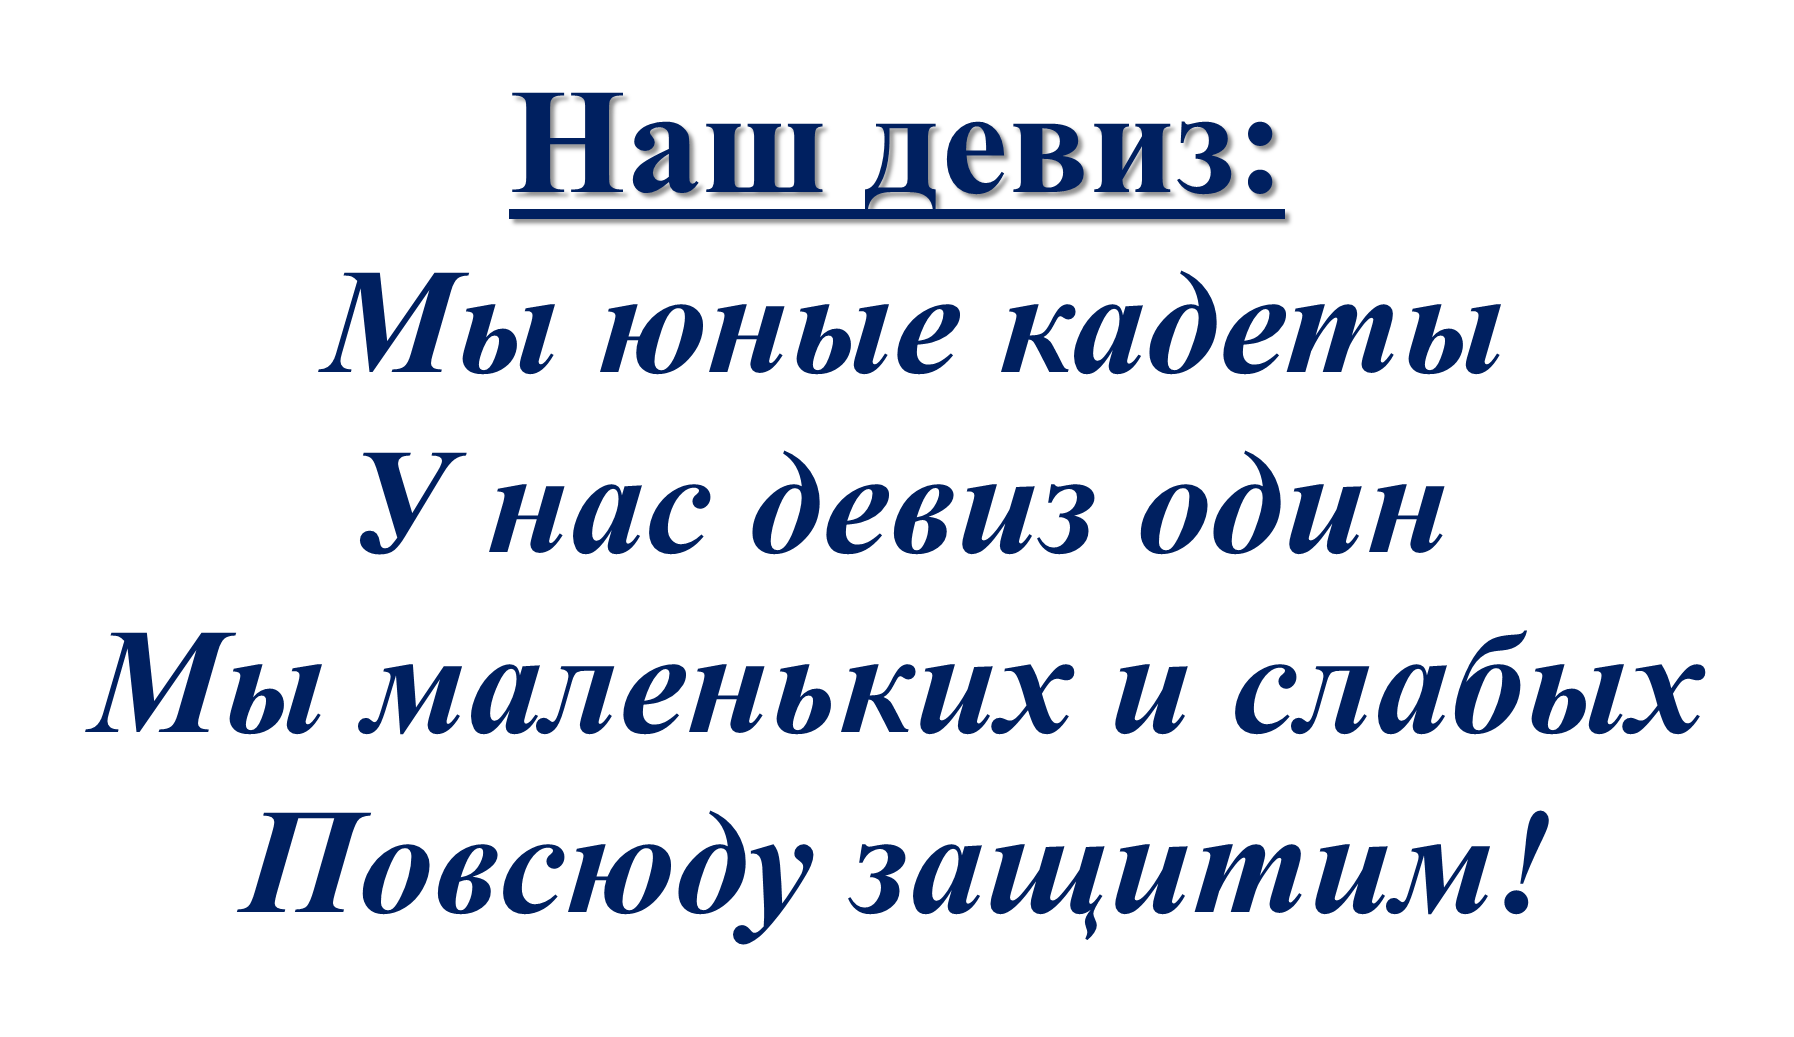 Наш девиз:
Мы юные кадеты
У нас девиз один
Мы маленьких и слабых
Повсюду защитим!